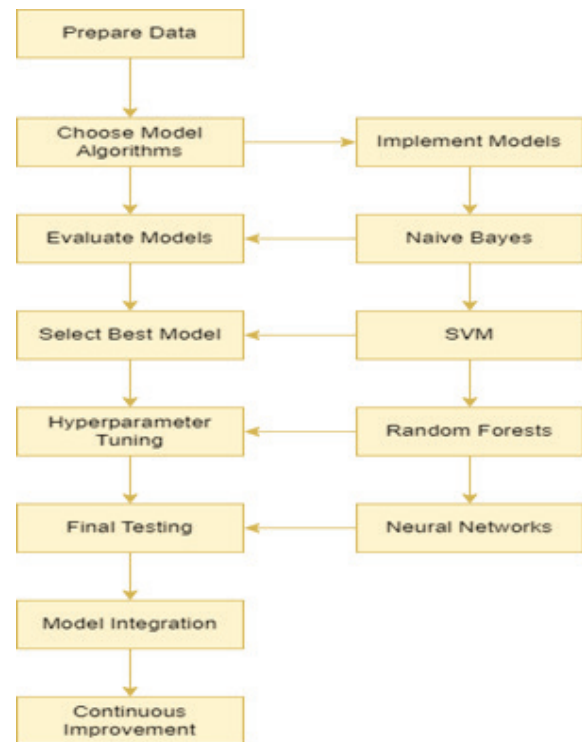 Prepare Data
Choose Model
Algorithms
Implement Models
Evaluate Models
Naive Bayes
Select Best Model
SVM
Hyperparameter
Tuning
Random Forests
Final Testing
Neural Networks
Model Integration
Continuous
Improvement